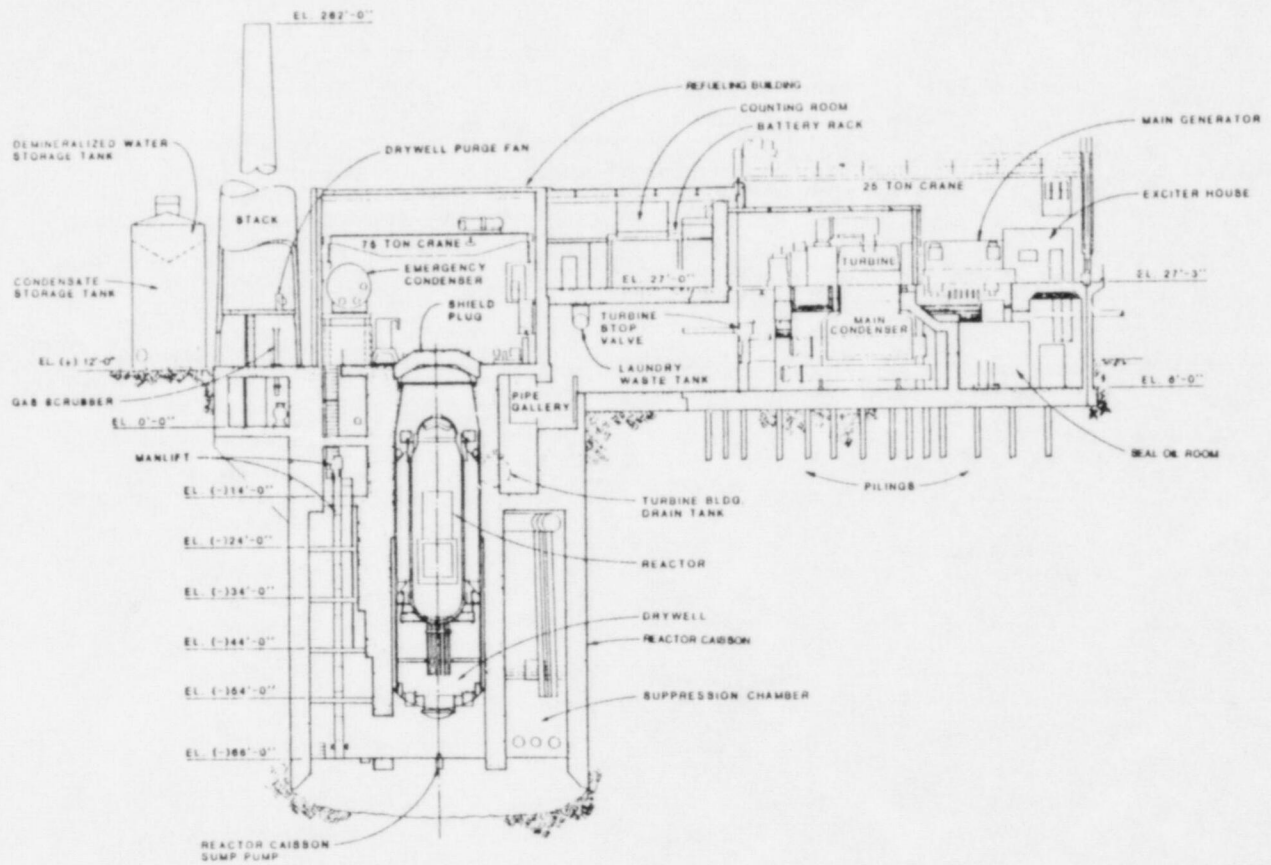 EL. 282'-0"
REFUELING BUILDING
COUNTING ROOM
BATTERY RACK
MAIN GENERATOR
DEMINERALIZED WATER
STORAGE TANK
DRYWELL PURGE FAN
25 TON CRANE
EXCITER HOUSE
STACK
75 TON CRANE
EMERGENCY
CONDENSER
TURBINE
EL. 27'-0"
EL. 27'-3"
CONDENSATE
STORAGE TANK
SHIELD
PLUG
TURBINE
STOP
VALVE
MAIN
CONDENSER
EL. (+) 12'-0"
LAUNDRY
WASTE TANK
GAS SCRUBBER
EL. 0'-0"
PIPE
GALLERY
EL. 6'-0"
MANLIFT
SEAL OIL ROOM
PILINGS
EL. (-)14'-0"
TURBINE BLDG.
DRAIN TANK
EL. (-)24'-0"
REACTOR
EL. (-)34'-0"
DRYWELL
EL. (-)44'-0"
REACTOR CAISSON
EL. (-)54'-0"
SUPPRESSION CHAMBER
EL. (-)66'-0"
REACTOR CAISSON
SUMP PUMP